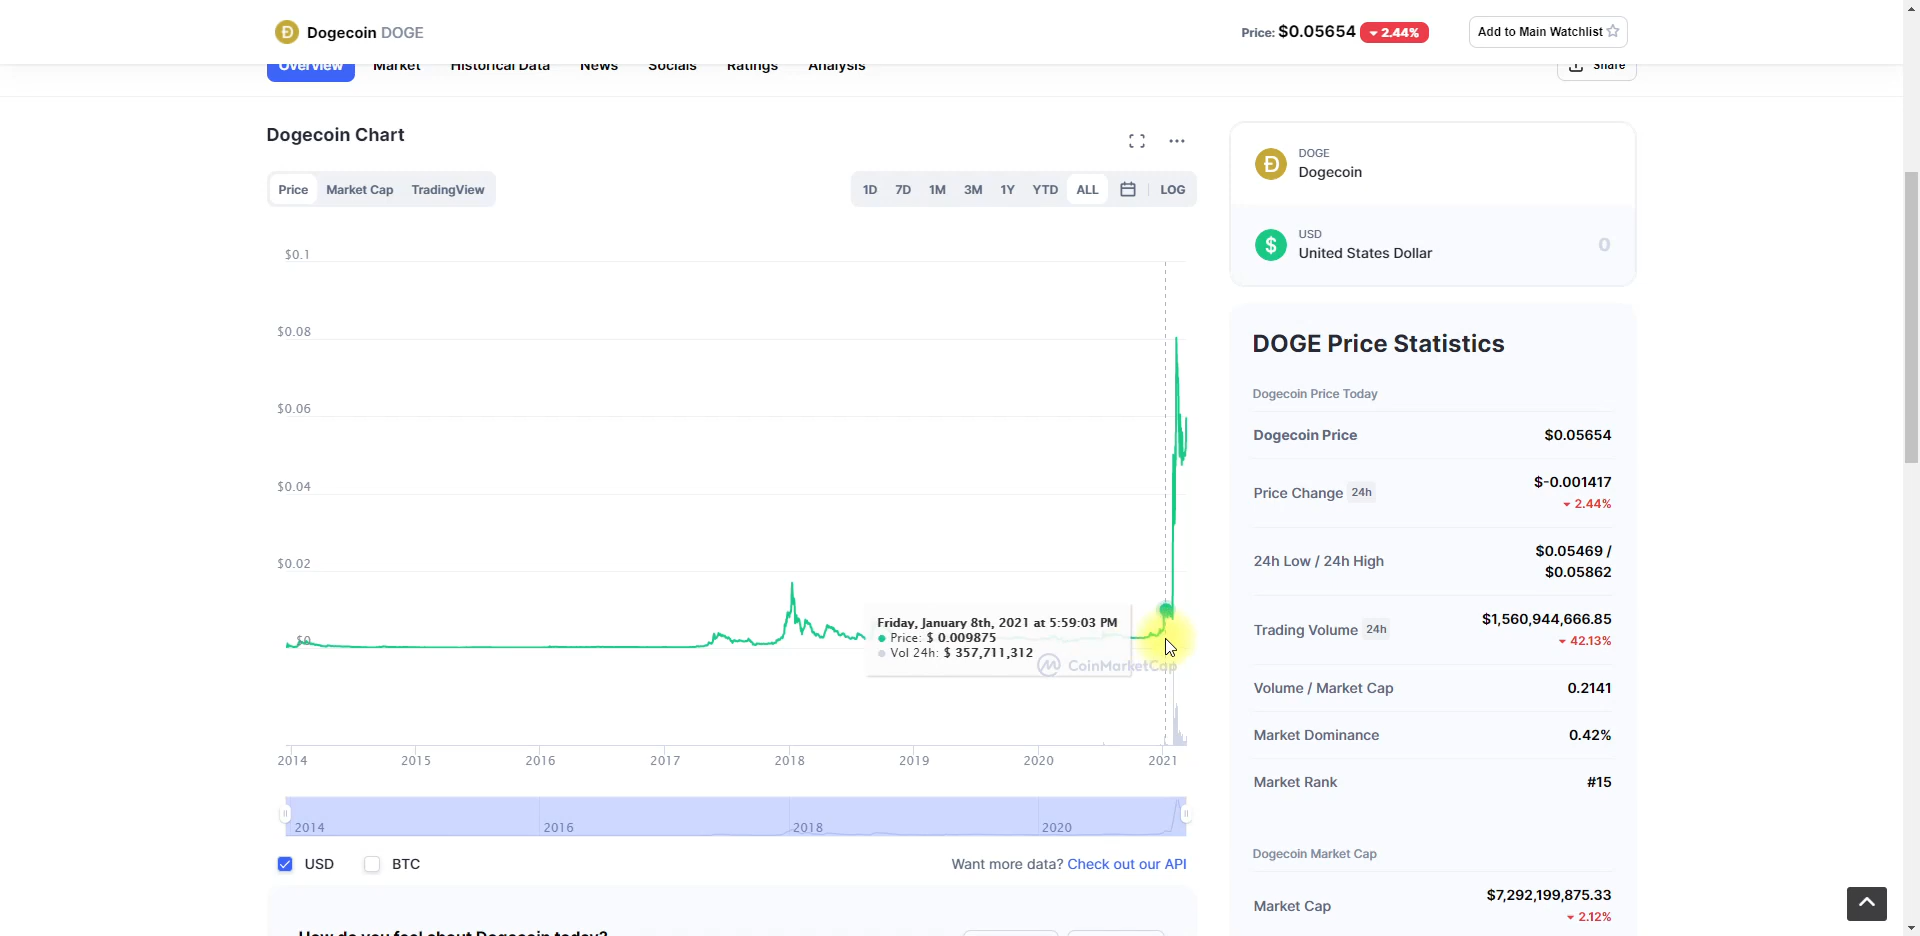 Dogecoin DOGE
Price: $0.05654 2.44%
Add to Main Watchlist
Overview Market Historical Data News Socials Ratings Analysis
Share
Dogecoin Chart
Price Market Cap TradingView
1D 7D 1M 3M 1Y YTD ALL LOG
$0.1
$0.08
$0.06
$0.04
$0.02
$0
Friday, January 8th, 2021 at 5:59:03 PM
Price: $ 0.009875
Vol 24h: $ 357,711,312
CoinMarketCap
2014 2015 2016 2017 2018 2019 2020 2021
2014 2016 2018 2020
USD BTC
Want more data? Check out our API
How do you feel about Dogecoin today?
DOGE
Dogecoin
USD
United States Dollar
0
DOGE Price Statistics
Dogecoin Price Today
Dogecoin Price $0.05654
Price Change 24h $-0.001417
2.44%
24h Low / 24h High $0.05469 /
$0.05862
Trading Volume 24h $1,560,944,666.85
42.13%
Volume / Market Cap 0.2141
Market Dominance 0.42%
Market Rank #15
Dogecoin Market Cap
Market Cap $7,292,199,875.33
2.12%